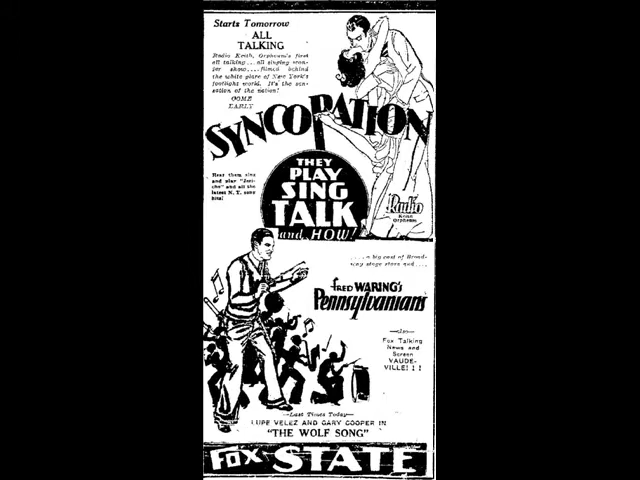 Starts Tomorrow
ALL
TALKING
Radio Keith, Orpheum's first
all talking... all singing won-
der show....filmed behind
the white glare of New York's
footlight world. It's the sen-
sation of the nation!
COME
EARLY
SYNCOPATION
Hear them sing
and play
and all the
latest N. Y. song
hits!
THEY
PLAY
SING
TALK
and HOW!
Radio
Keith
Orpheum
....a big cast of Broad-
way stage stars and....
FRED WARING'S
Pennsylvanians
—Also—
Fox Talking
News and
Screen
VAUDE-
VILLE! ! !
—Last Times Today—
LUPE VELEZ AND GARY COOPER IN
"THE WOLF SONG"
FOX STATE